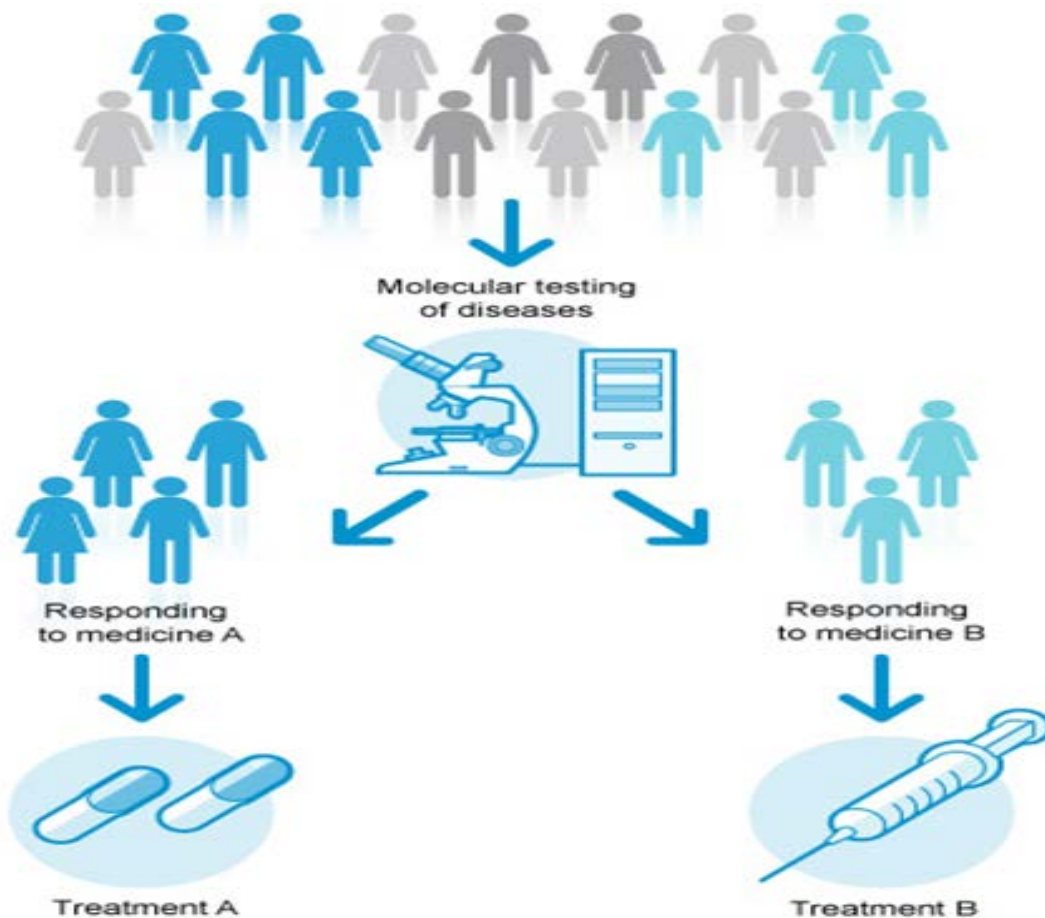 Molecular testing
of diseases
Responding
to medicine A
Responding
to medicine B
Treatment A
Treatment B